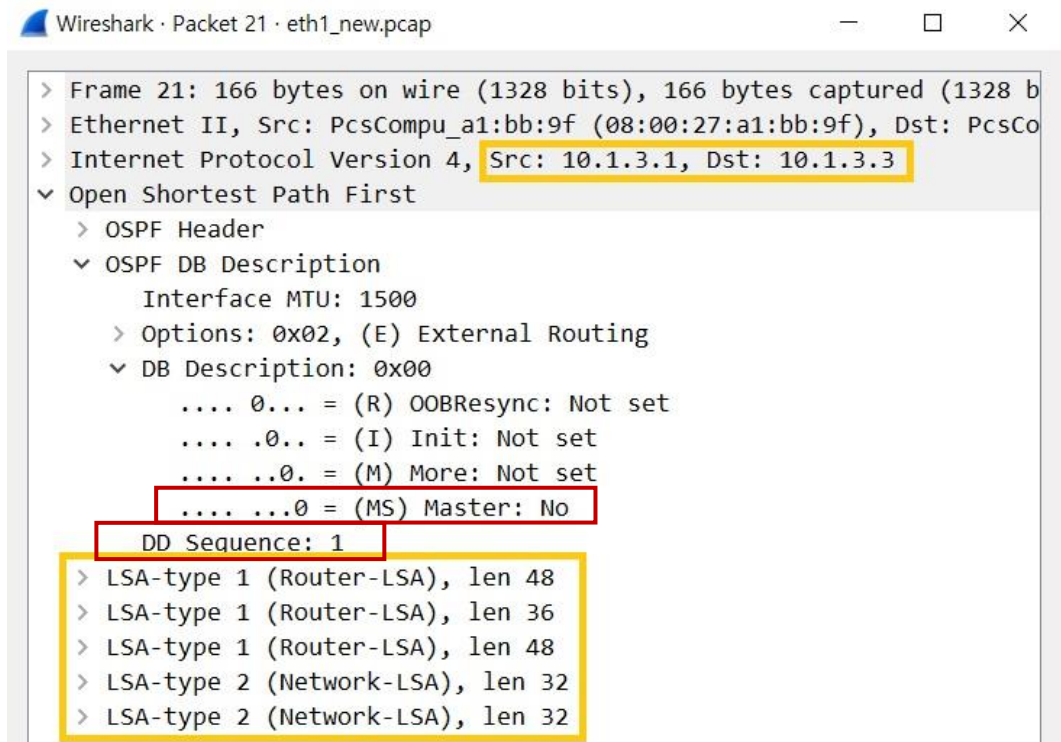 Wireshark · Packet 21 · eth1_new.pcap
> Frame 21: 166 bytes on wire (1328 bits), 166 bytes captured (1328 b
> Ethernet II, Src: PcsCompu_a1:bb:9f (08:00:27:a1:bb:9f), Dst: PcsCo
> Internet Protocol Version 4, Src: 10.1.3.1, Dst: 10.1.3.3
Open Shortest Path First
> OSPF Header
OSPF DB Description
Interface MTU: 1500
> Options: 0x02, (E) External Routing
DB Description: 0x00
.... 0... = (R) OOBResync: Not set
.... .0.. = (I) Init: Not set
.... ..0. = (M) More: Not set
.... ...0 = (MS) Master: No
DD Sequence: 1
> LSA-type 1 (Router-LSA), len 48
> LSA-type 1 (Router-LSA), len 36
> LSA-type 1 (Router-LSA), len 48
> LSA-type 2 (Network-LSA), len 32
> LSA-type 2 (Network-LSA), len 32